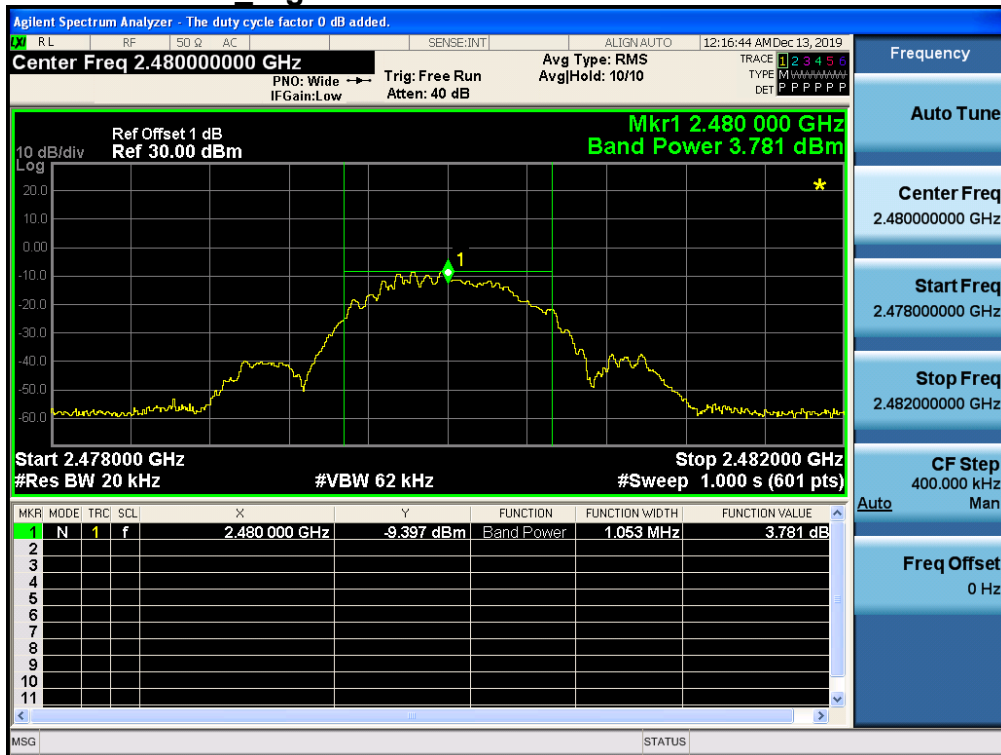 Agilent Spectrum Analyzer - The duty cycle factor 0 dB added.
LXI RL RF 50 Ω AC SENSE:INT ALIGN AUTO 12:16:44 AM Dec 13, 2019
Center Freq 2.480000000 GHz
PNO: Wide
IFGain:Low
Trig: Free Run
Atten: 40 dB
Avg Type: RMS
Avg|Hold: 10/10
TRACE 1 2 3 4 5 6
TYPE M
DET P P P P P P
Ref Offset 1 dB
10 dB/div Ref 30.00 dBm
Log
Mkr1 2.480 000 GHz
Band Power 3.781 dBm
20.0
10.0
0.00
-10.0
-20.0
-30.0
-40.0
-50.0
-60.0
*
1
Start 2.478000 GHz Stop 2.482000 GHz
#Res BW 20 kHz #VBW 62 kHz #Sweep 1.000 s (601 pts)
MKR MODE TRC SCL X Y FUNCTION FUNCTION WIDTH FUNCTION VALUE
1 N 1 f 2.480 000 GHz -9.397 dBm Band Power 1.053 MHz 3.781 dB
2
3
4
5
6
7
8
9
10
11
MSG STATUS
Frequency
Auto Tune
Center Freq
2.480000000 GHz
Start Freq
2.478000000 GHz
Stop Freq
2.482000000 GHz
CF Step
400.000 kHz
Auto Man
Freq Offset
0 Hz